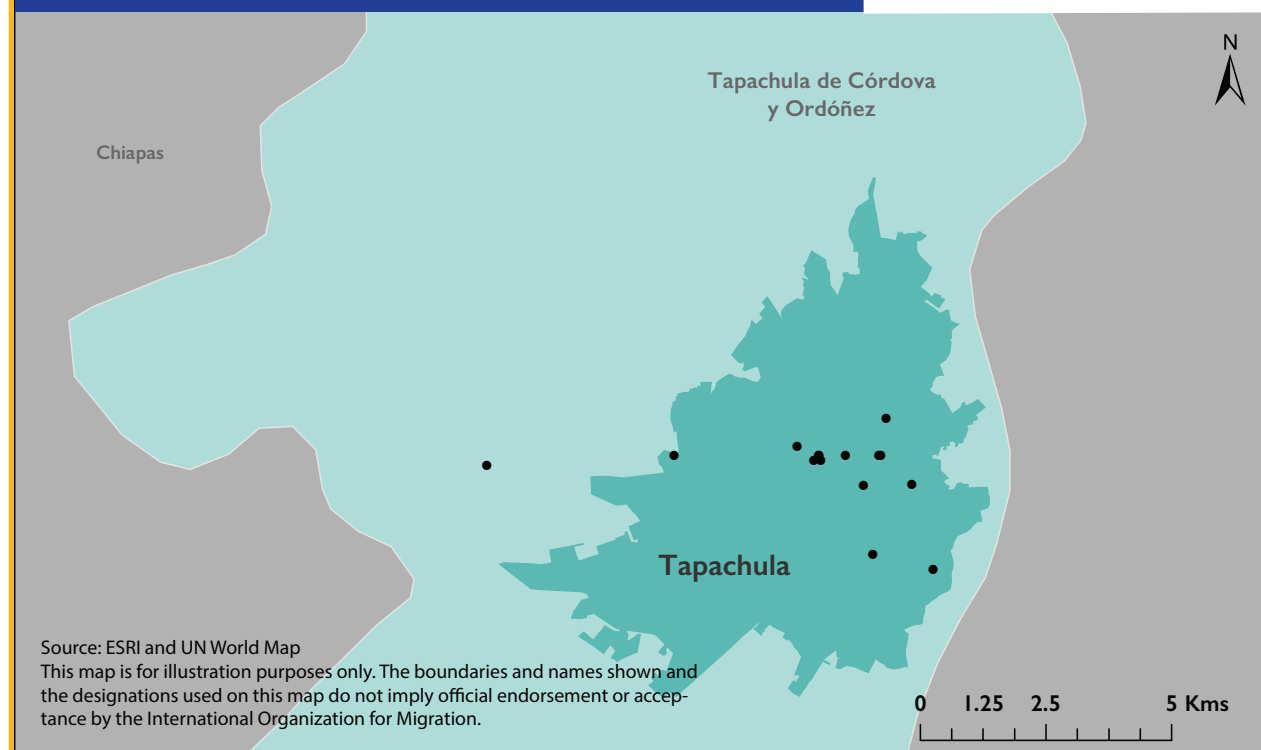 N
Tapachula de Córdova
y Ordóñez
Chiapas
Tapachula
Source: ESRI and UN World Map
This map is for illustration purposes only. The boundaries and names shown and
the designations used on this map do not imply official endorsement or accep-
tance by the International Organization for Migration.
0 1.25 2.5 5 Kms